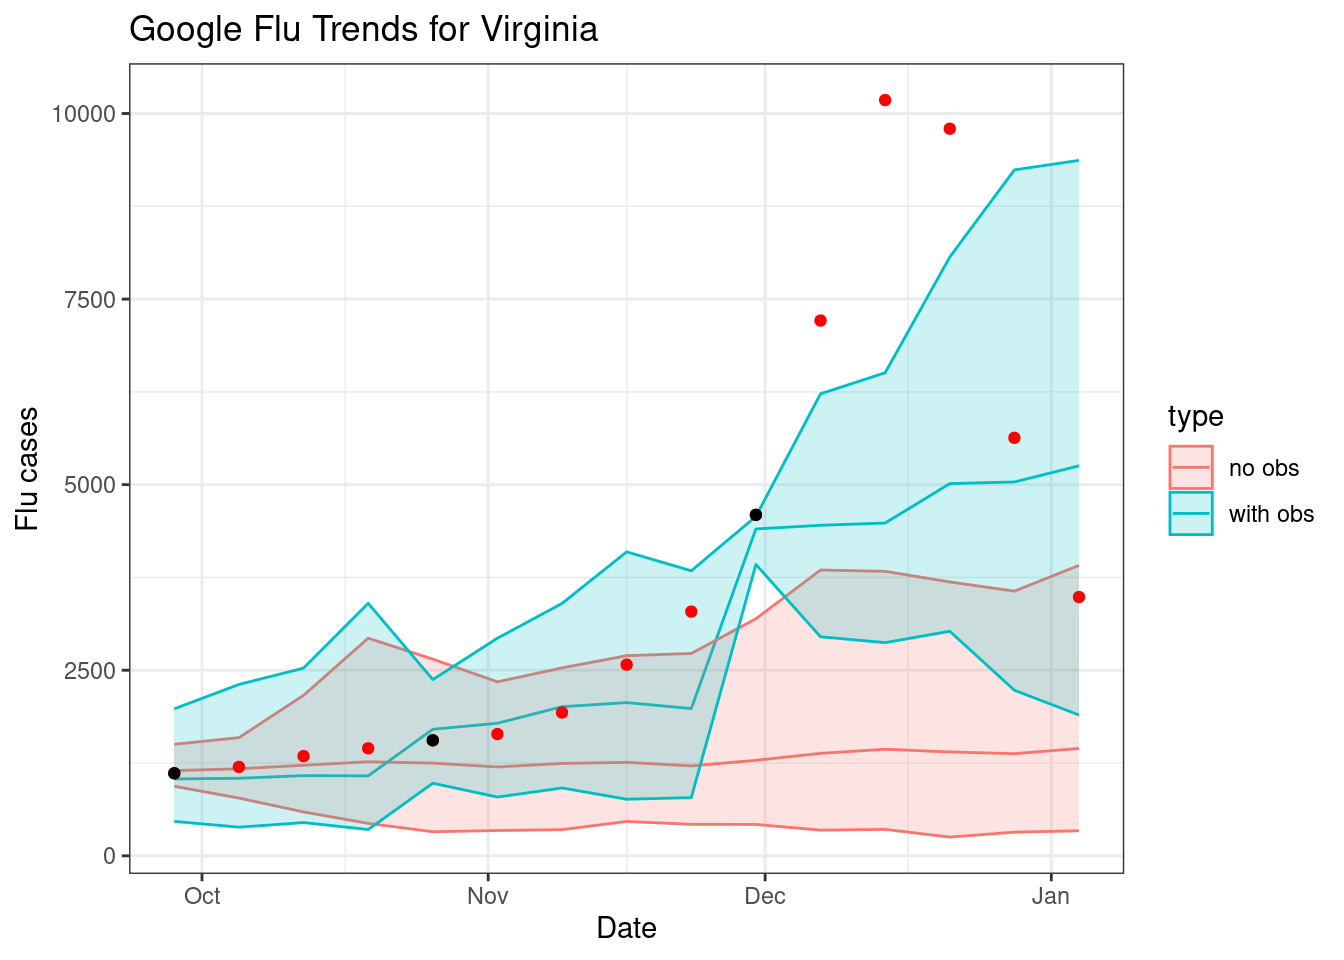 Google Flu Trends for Virginia
Flu cases
10000
7500
5000
2500
0
Oct Nov Dec Jan
Date
type
no obs
with obs